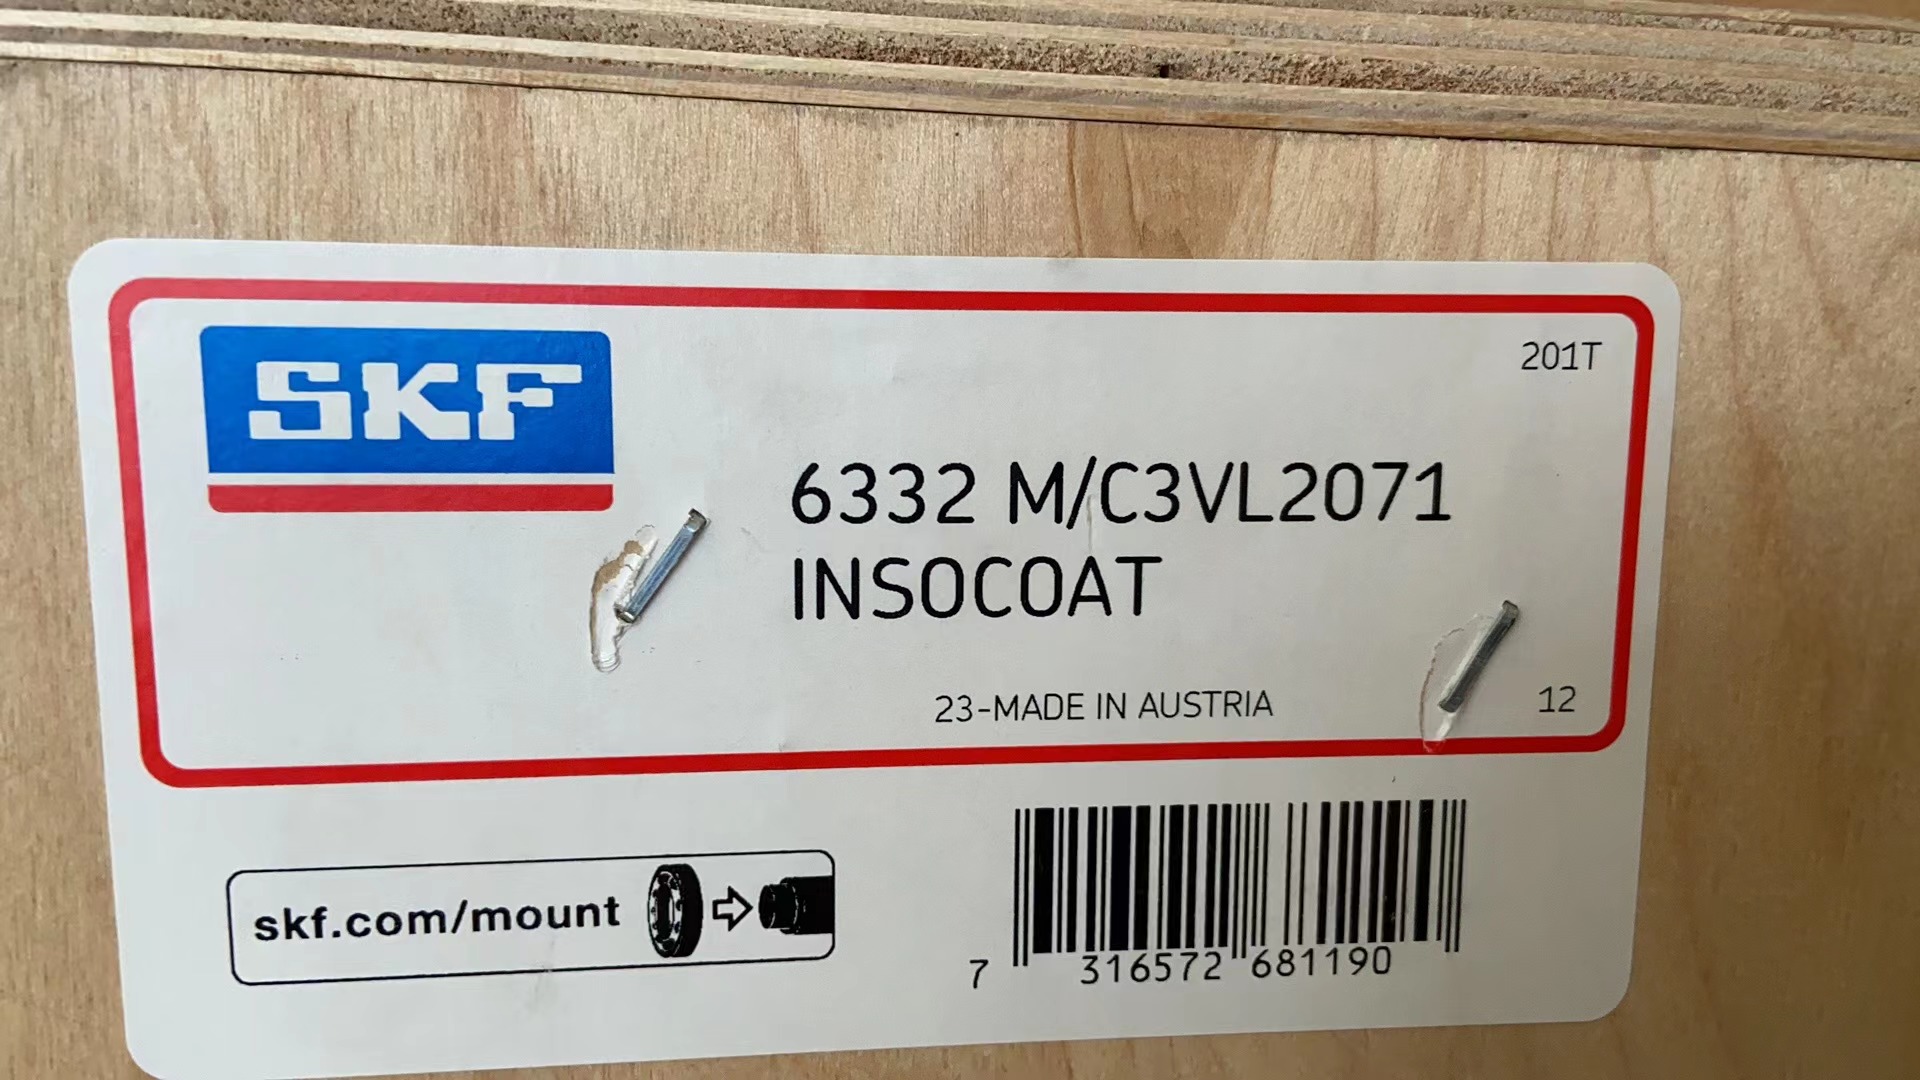 SKF
201T
6332 M/C3VL2071
INSOCOAT
23-MADE IN AUSTRIA
12
skf.com/mount
7 316572 681190